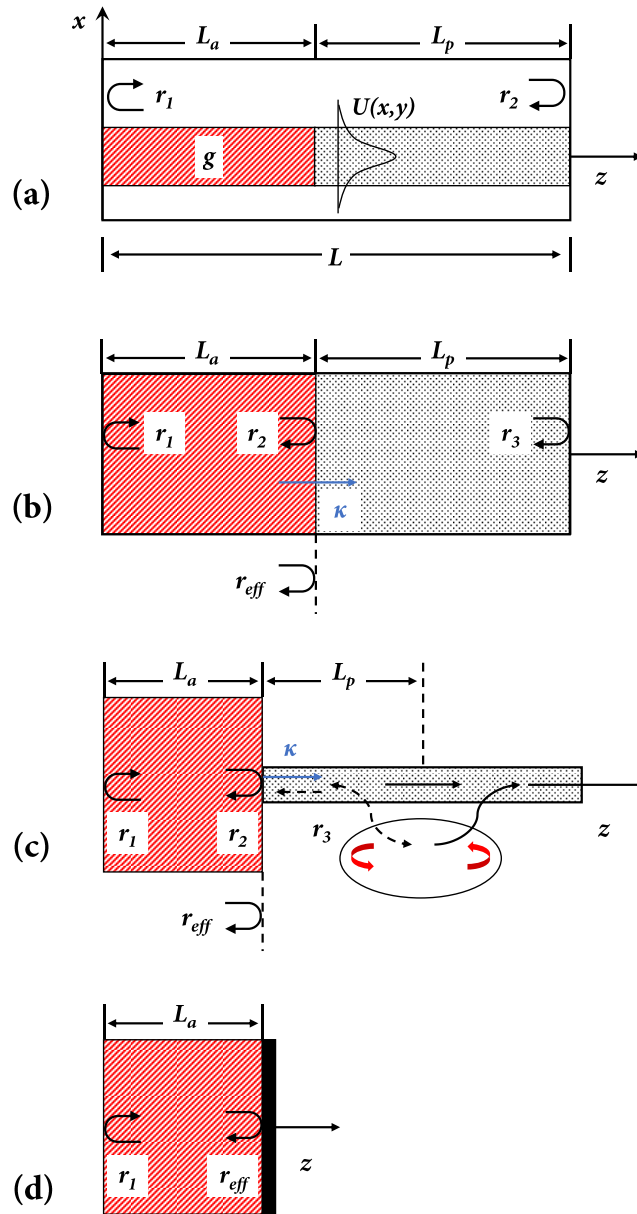 x
L_a L_p
r_1 r_2
U(x,y)
g
z
(a)
L
L_a L_p
r_1 r_2 r_3
z
κ
(b)
r_eff
L_a L_p
κ
r_1 r_2 r_3
z
(c)
r_eff
L_a
z
r_1 r_eff
(d)